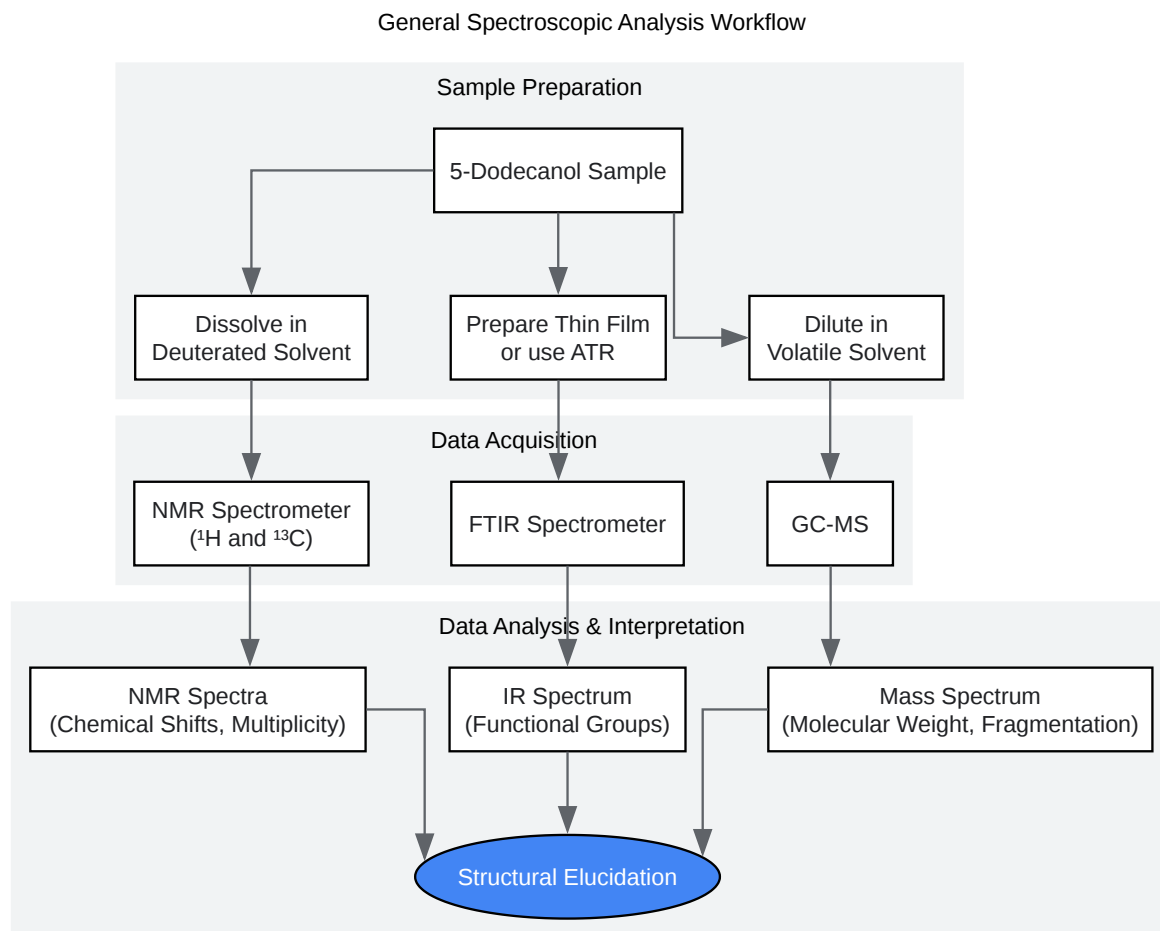 General Spectroscopic Analysis Workflow
Sample Preparation
5-Dodecanol Sample
Dissolve in
Deuterated Solvent
Prepare Thin Film
or use ATR
Dilute in
Volatile Solvent
Data Acquisition
NMR Spectrometer
(¹H and ¹³C)
FTIR Spectrometer
GC-MS
Data Analysis & Interpretation
NMR Spectra
(Chemical Shifts, Multiplicity)
IR Spectrum
(Functional Groups)
Mass Spectrum
(Molecular Weight, Fragmentation)
Structural Elucidation